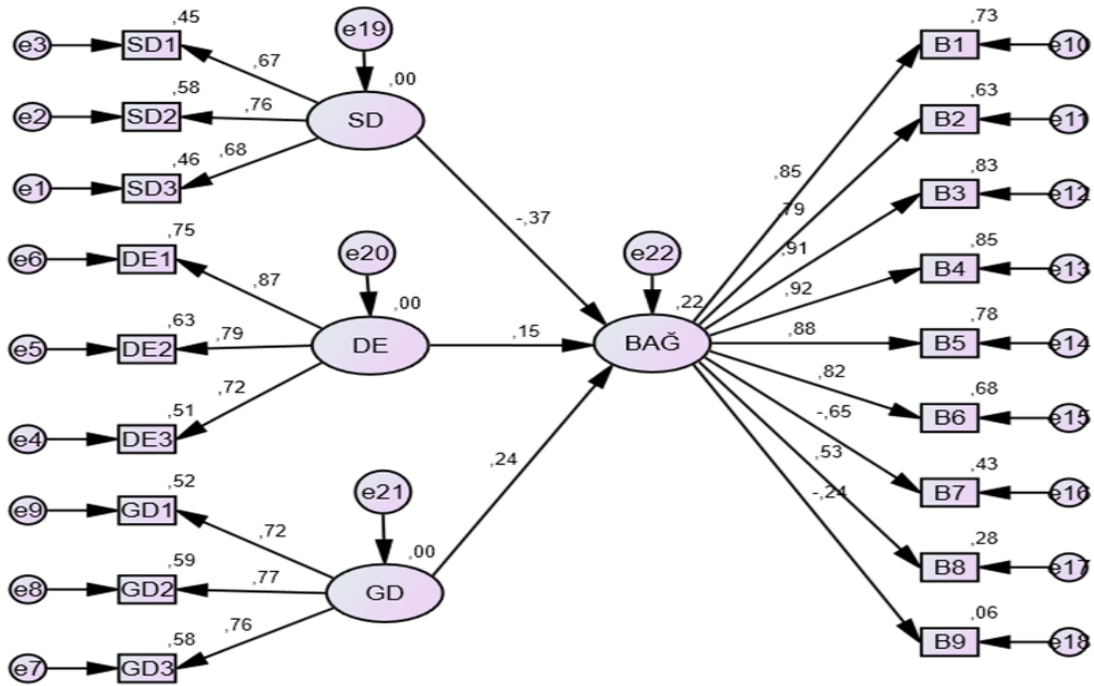 ,45
e3
SD1
,67
,58
e2
SD2
,76
,46
e1
SD3
,68
e19
,00
SD
-,37
,75
e6
DE1
,87
,63
e5
DE2
,79
,51
e4
DE3
,72
e20
,00
DE
,15
,52
e9
GD1
,72
,59
e8
GD2
,77
,58
e7
GD3
,76
e21
,00
GD
,24
e22
,22
BAĞ
,85
,79
,91
,92
,88
,82
-,65
,53
-,24
,73
B1
e10
,63
B2
e11
,83
B3
e12
,85
B4
e13
,78
B5
e14
,68
B6
e15
,43
B7
e16
,28
B8
e17
,06
B9
e18